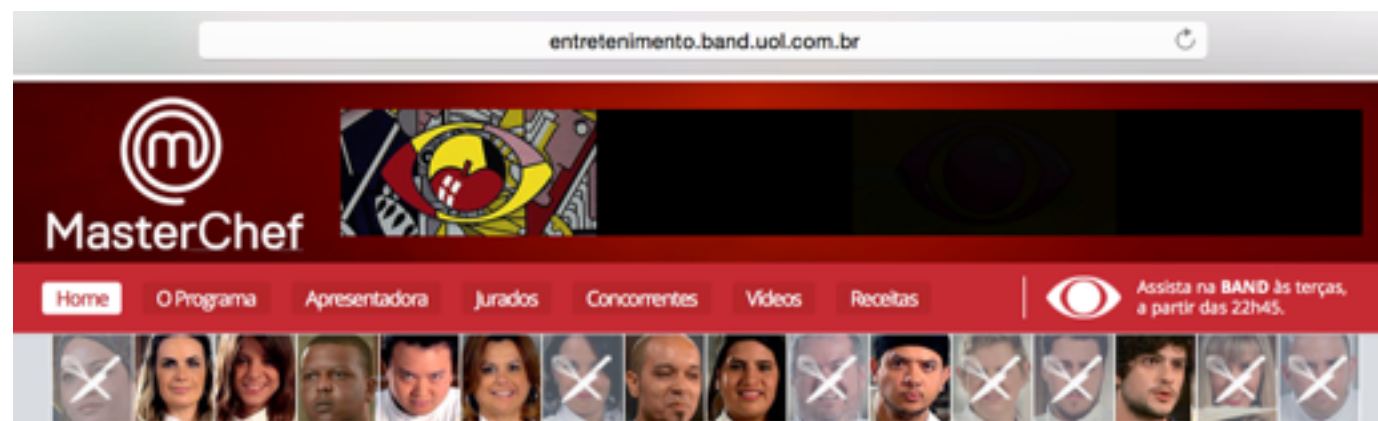 entretenimento.band.uol.com.br
m
MasterChef
Home O Programa Apresentadora Jurados Concorrentes Vídeos Receitas
Assista na BAND às terças,
a partir das 22h45.